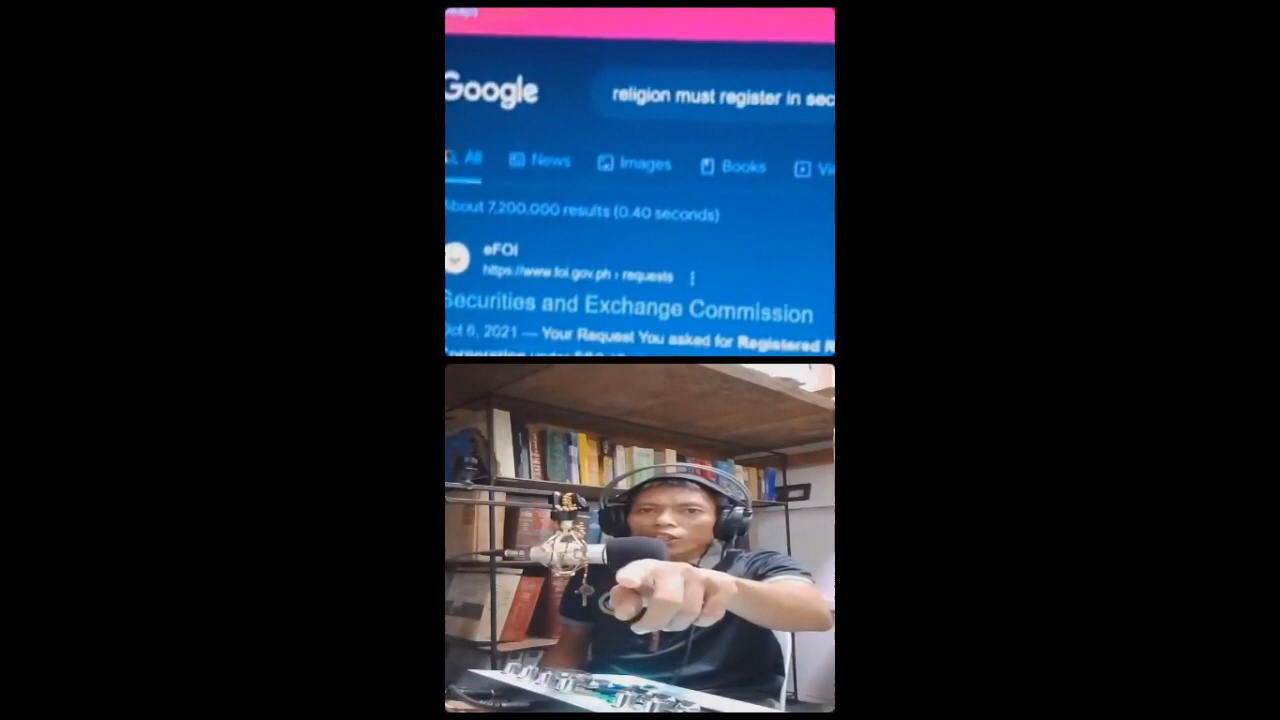 Google
religion must register in sec
All News Images Books
About 7,200,000 results (0.40 seconds)
eFOI
https://www.foi.gov.ph › requests
Securities and Exchange Commission
Oct 6, 2021 — Your Request You asked for Registered